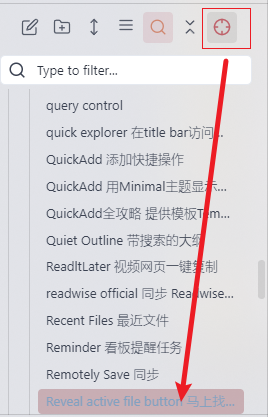 Type to filter...
query control
quick explorer 在title bar访问...
QuickAdd 添加快捷操作
QuickAdd 用Minimal主题显示...
QuickAdd全攻略 提供模板Tem...
Quiet Outline 带搜索的大纲
ReadItLater 视频网页一键复制
readwise official 同步 Readwise...
Recent Files 最近文件
Reminder 看板提醒任务
Remotely Save 同步
Reveal active file button 马上找...